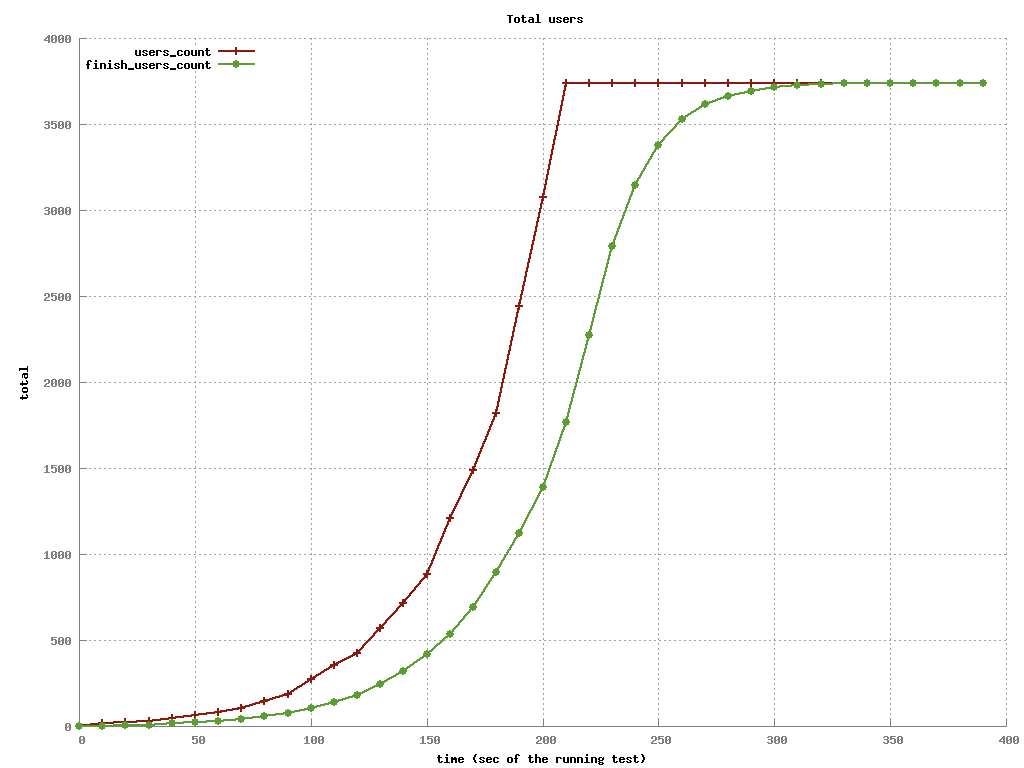 Total users
users_count
finish_users_count
4000
3500
3000
2500
2000
1500
1000
500
0
total
0 50 100 150 200 250 300 350 400
time (sec of the running test)